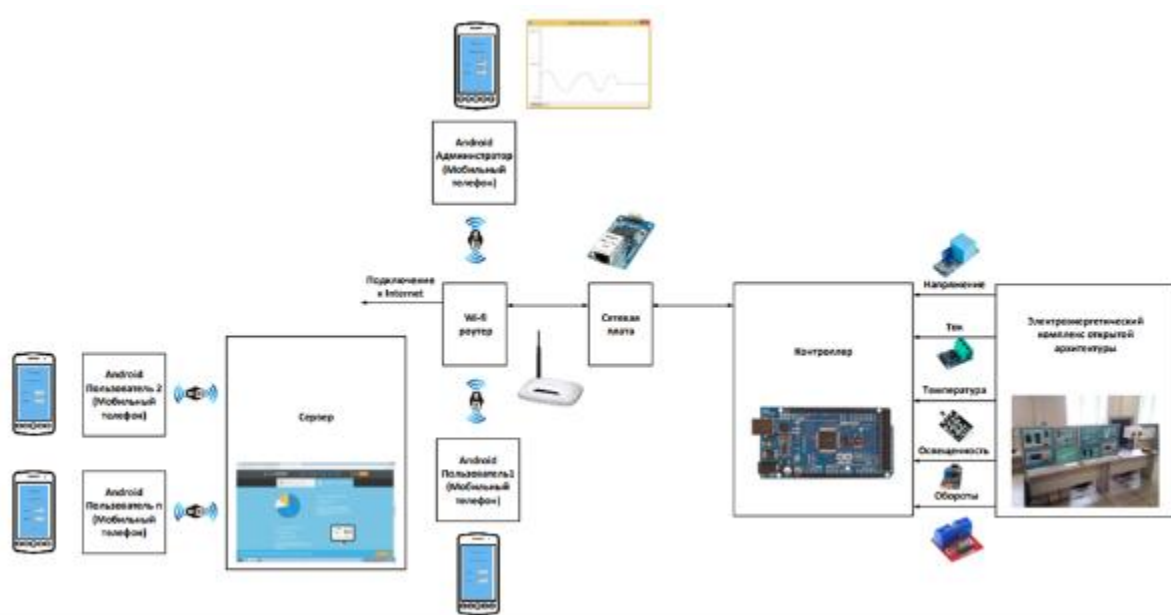 Android
Администратор
(Мобильный
телефон)
Подключение
к Internet
Wi-fi
роутер
Сетевая
плата
Контроллер
Напряжение
Ток
Температура
Освещенность
Обороты
Электроэнергетический
комплекс открытой
архитектуры
Android
Пользователь 2
(Мобильный
телефон)
Сервер
Android
Пользователь1
(Мобильный
телефон)
Android
Пользователь n
(Мобильный
телефон)